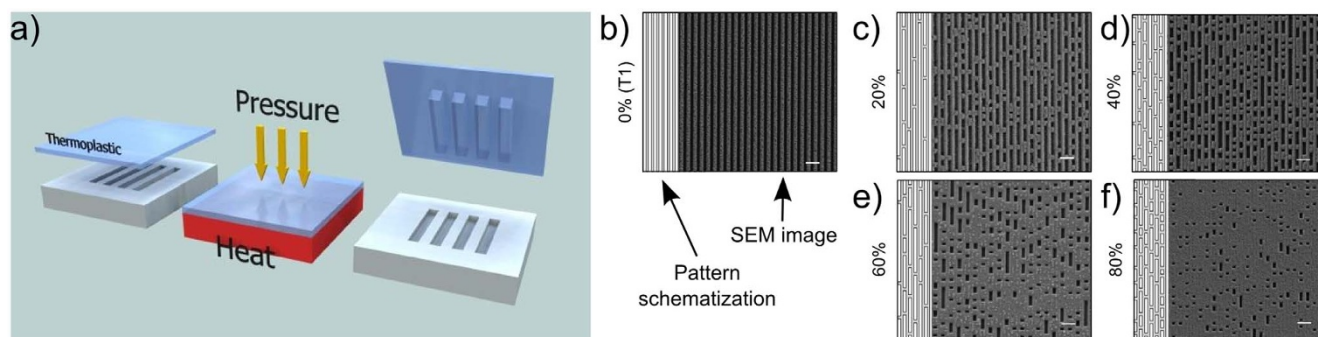 a)
Thermoplastic
Pressure
Heat
b)
0% (T1)
Pattern
schematization
SEM image
c)
20%
d)
40%
e)
60%
f)
80%